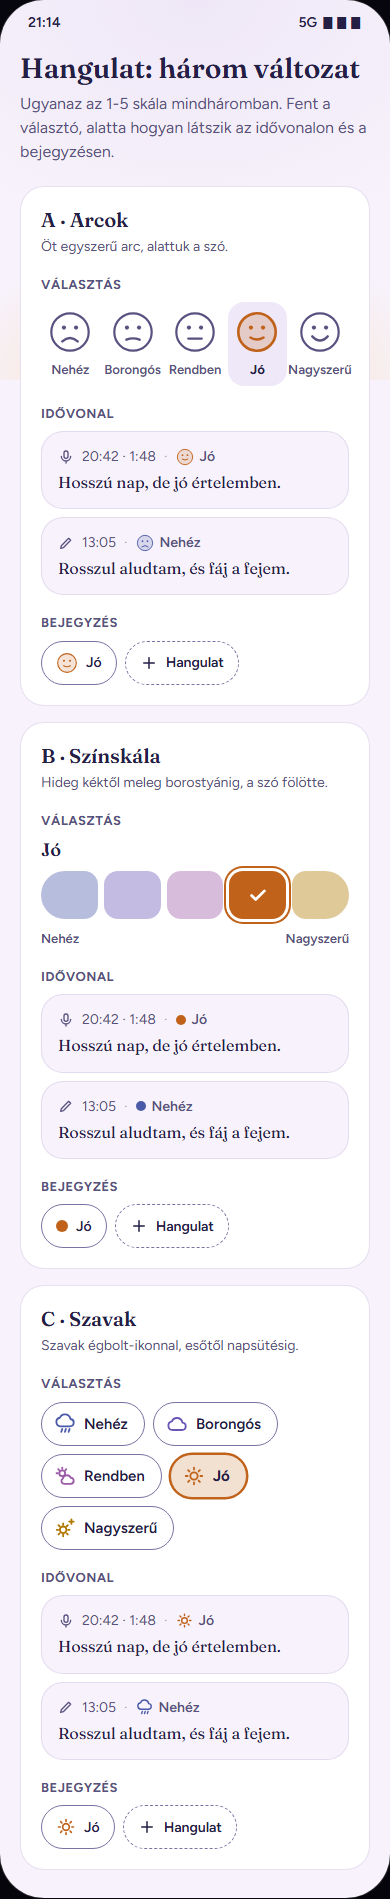 21:14 5G
Hangulat: három változat
Ugyanaz az 1-5 skála mindháromban. Fent a
választó, alatta hogyan látszik az idővonalon és a
bejegyzésen.
A · Arcok
Öt egyszerű arc, alattuk a szó.
VÁLASZTÁS
Nehéz Borongós Rendben Jó Nagyszerű
IDŐVONAL
20:42 · 1:48 · Jó
Hosszú nap, de jó értelemben.
13:05 · Nehéz
Rosszul aludtam, és fáj a fejem.
BEJEGYZÉS
Jó + Hangulat
B · Színskála
Hideg kéktől meleg borostyánig, a szó fölötte.
VÁLASZTÁS
Jó
Nehéz Nagyszerű
IDŐVONAL
20:42 · 1:48 · Jó
Hosszú nap, de jó értelemben.
13:05 · Nehéz
Rosszul aludtam, és fáj a fejem.
BEJEGYZÉS
Jó + Hangulat
C · Szavak
Szavak égbolt-ikonnal, esőtől napsütésig.
VÁLASZTÁS
Nehéz Borongós
Rendben Jó
Nagyszerű
IDŐVONAL
20:42 · 1:48 · Jó
Hosszú nap, de jó értelemben.
13:05 · Nehéz
Rosszul aludtam, és fáj a fejem.
BEJEGYZÉS
Jó + Hangulat